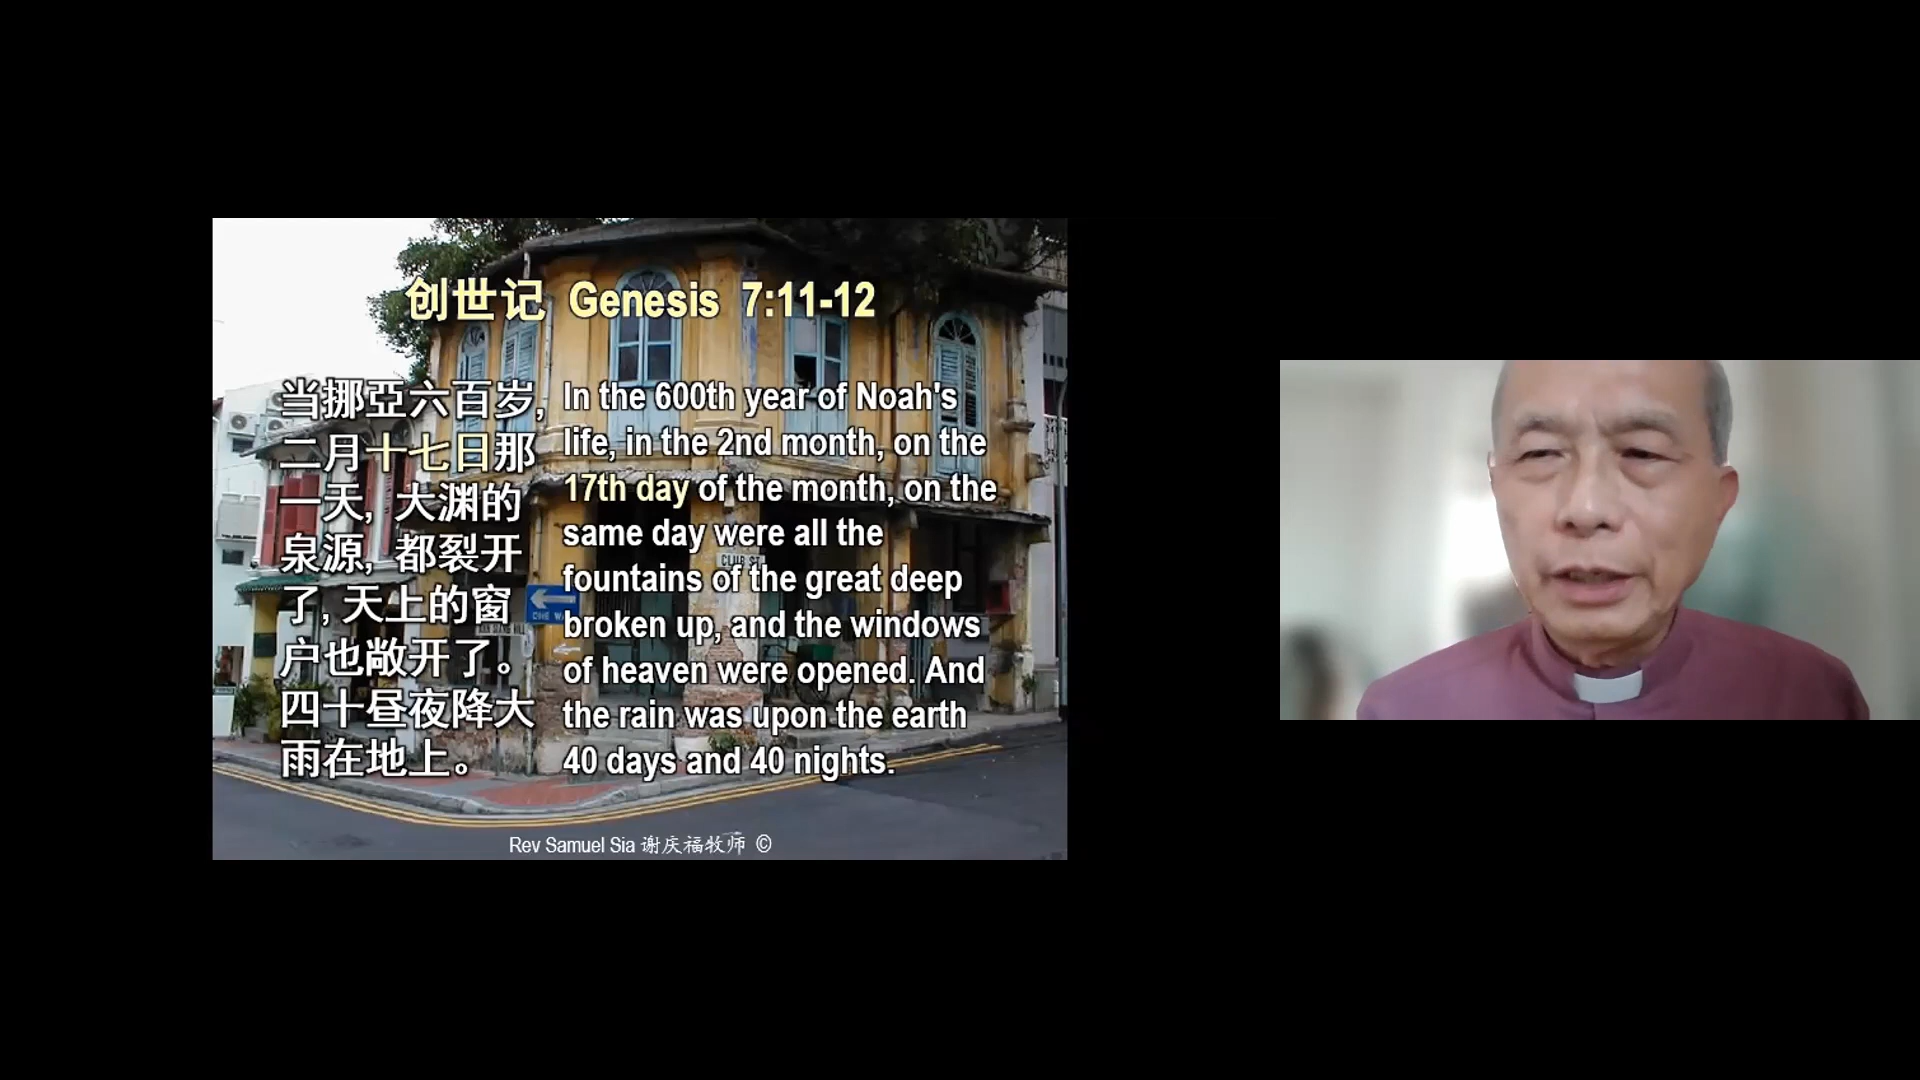 创世记 Genesis 7:11-12
当挪亞六百岁,
二月十七日那
一天, 大渊的
泉源, 都裂开
了, 天上的窗
户也敞开了。
四十昼夜降大
雨在地上。
In the 600th year of Noah's
life, in the 2nd month, on the
17th day of the month, on the
same day were all the
fountains of the great deep
broken up, and the windows
of heaven were opened. And
the rain was upon the earth
40 days and 40 nights.
CLUB ST
ONE WA
Rev Samuel Sia 谢庆福牧师 ©